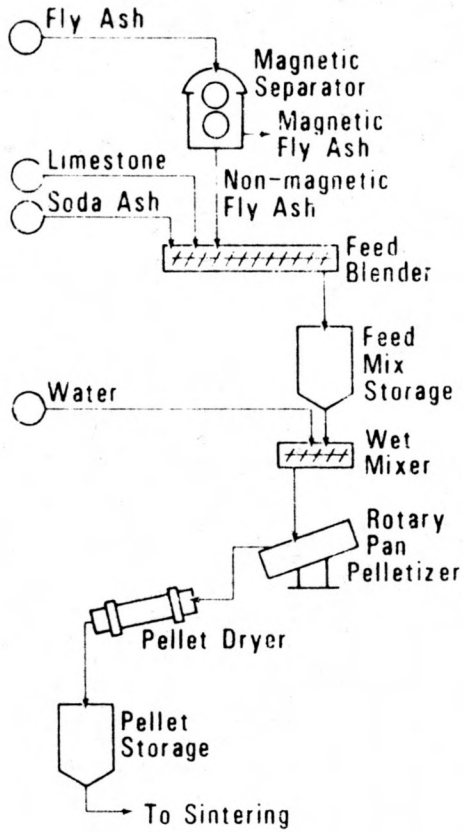 Fly Ash
Magnetic
Separator
Magnetic
Fly Ash
Limestone
Soda Ash
Non-magnetic
Fly Ash
Feed
Blender
Feed
Mix
Storage
Water
Wet
Mixer
Rotary
Pan
Pelletizer
Pellet Dryer
Pellet
Storage
To Sintering